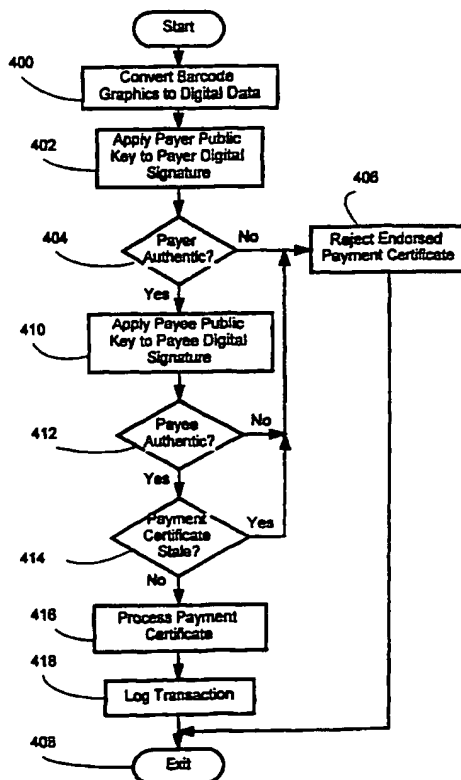 Start
400
Convert Barcode
Graphics to Digital Data
402
Apply Payer Public
Key to Payer Digital
Signature
404
Payer
Authentic?
No
406
Reject Endorsed
Payment Certificate
Yes
410
Apply Payee Public
Key to Payee Digital
Signature
412
Payee
Authentic?
No
Yes
414
Payment
Certificate
Stale?
Yes
No
416
Process Payment
Certificate
418
Log Transaction
408
Exit